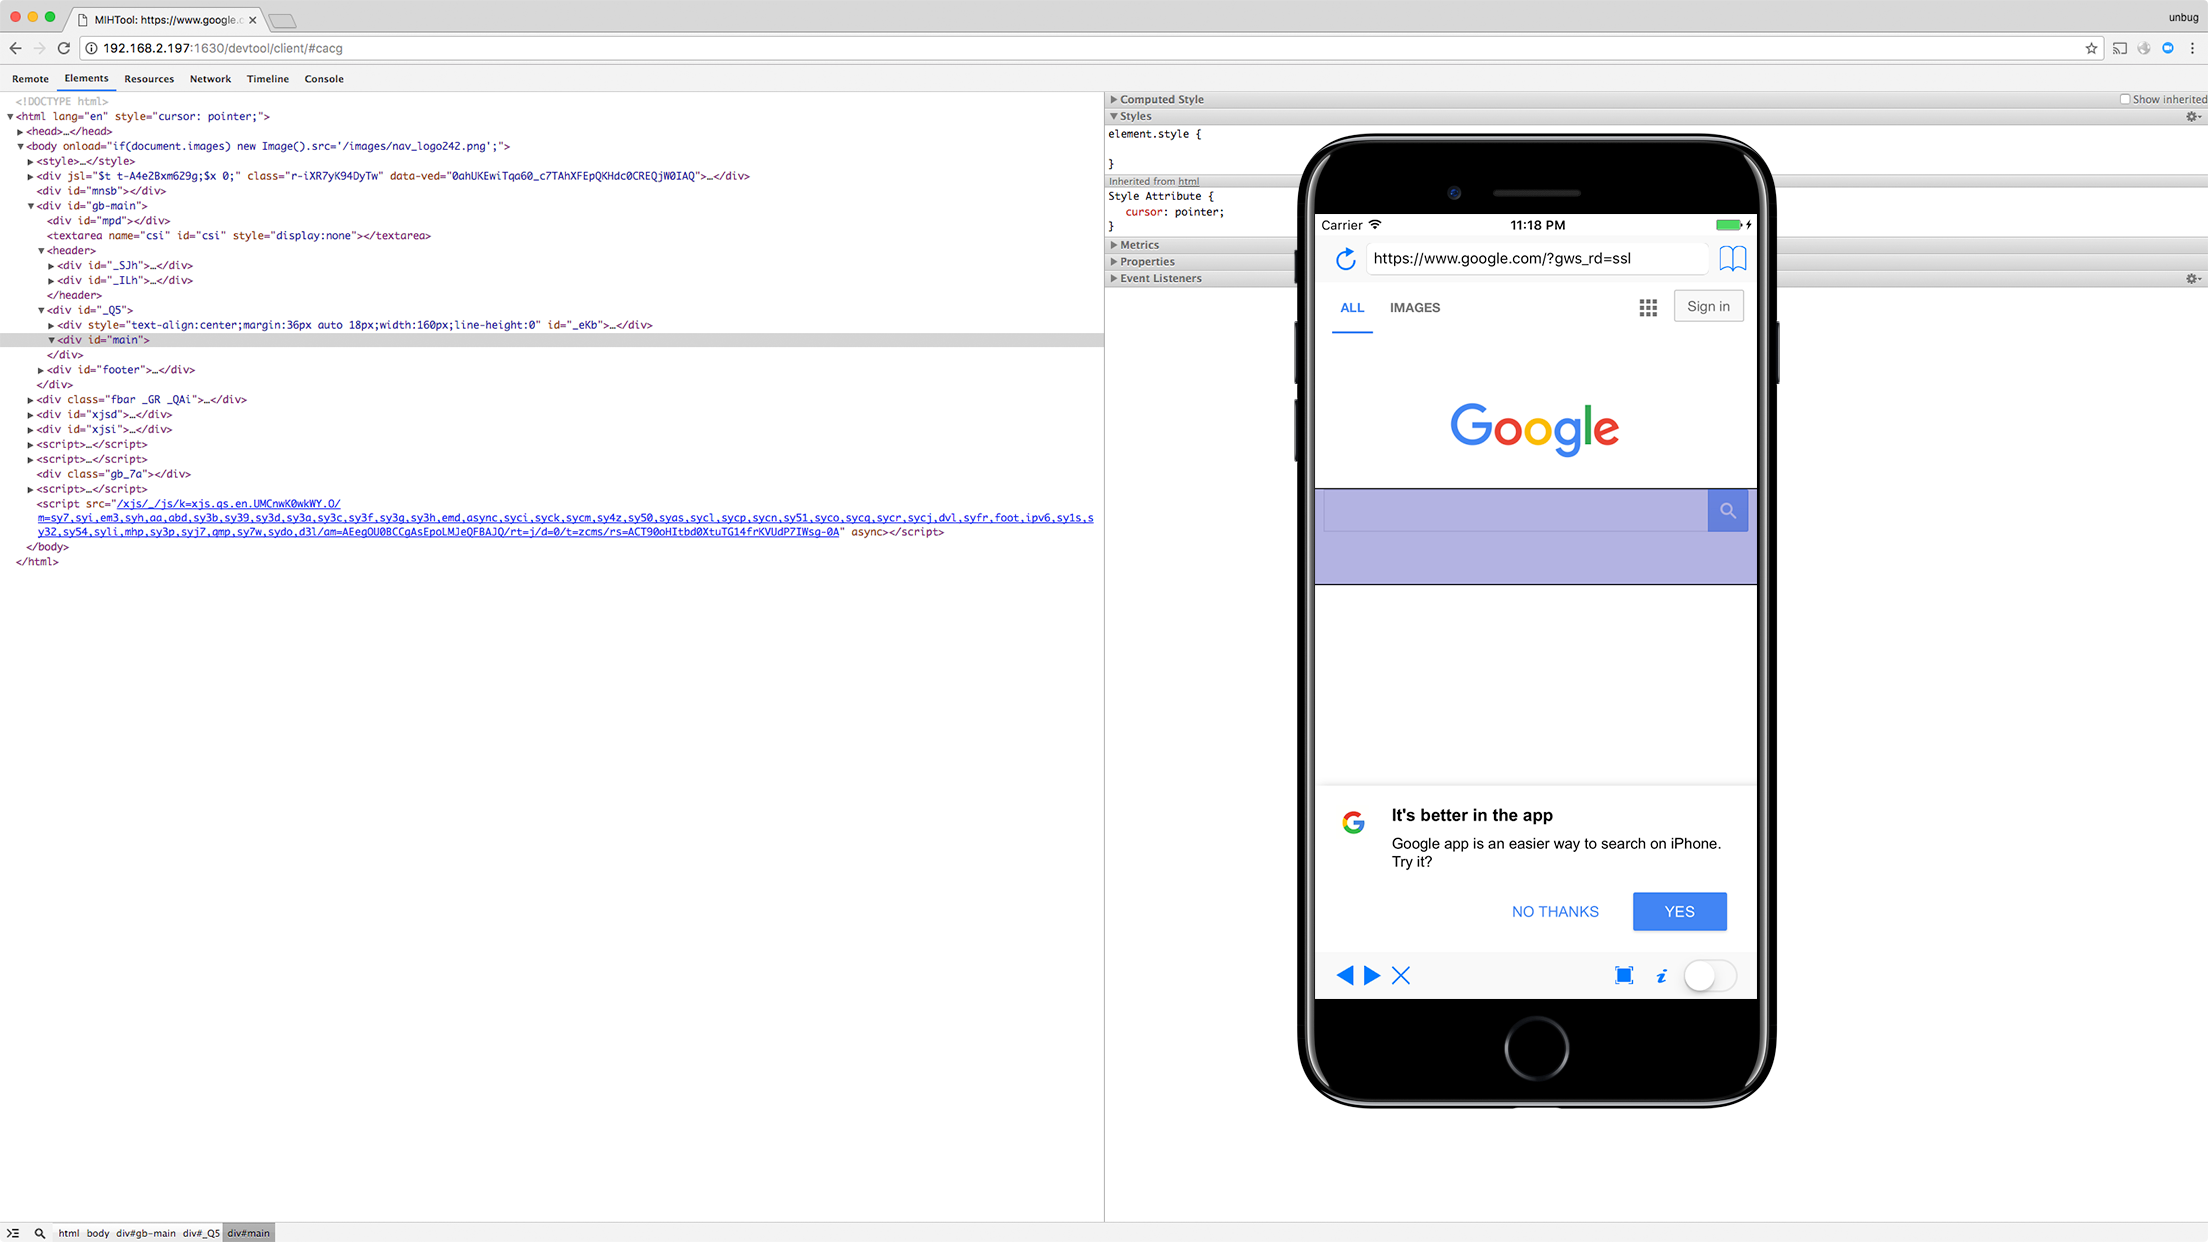 MIHTool: https://www.google.c
unbug
192.168.2.197:1630/devtool/client/#cacg
Remote Elements Resources Network Timeline Console
<!DOCTYPE html>
<html lang="en" style="cursor: pointer;">
<head>…</head>
<body onload="if(document.images) new Image().src='/images/nav_logo242.png';">
<style>…</style>
<div jsl="$t t-A4e2Bxm629g;$x 0;" class="r-iXR7yK94DyTw" data-ved="0ahUKEwiTqa60_c7TAhXFEpQKHdc0CREQjW0IAQ">…</div>
<div id="mnsb"></div>
<div id="gb-main">
<div id="mpd"></div>
<textarea name="csi" id="csi" style="display:none"></textarea>
<header>
<div id="_SJh">…</div>
<div id="_ILh">…</div>
</header>
<div id="_Q5">
<div style="text-align:center;margin:36px auto 18px;width:160px;line-height:0" id="_eKb">…</div>
<div id="main">
</div>
<div id="footer">…</div>
</div>
<div class="fbar _GR _QAi">…</div>
<div id="xjsd">…</div>
<div id="xjsi">…</div>
<script>…</script>
<script>…</script>
<div class="gb_7a"></div>
<script>…</script>
<script src="/xjs/_/js/k=xjs.qs.en.UMCnwK0wkWY.O/
m=sy7,syi,em3,syh,aa,abd,sy3b,sy39,sy3d,sy3a,sy3c,sy3f,sy3g,sy3h,emd,async,syci,syck,sycm,sy4z,sy50,syas,sycl,sycp,sycn,sy51,syco,sycq,sycr,sycj,dvl,syfr,foot,ipv6,sy1s,s
y32,sy54,syli,mhp,sy3p,syj7,qmp,sy7w,sydo,d3l/am=AEegOU0BCCgAsEpoLMJeQFBAJQ/rt=j/d=0/t=zcms/rs=ACT90oHItbd0XtuTG14frKVUdP7IWsg-0A" async></script>
</body>
</html>
Computed Style
Show inherited
Styles
element.style {
}
Inherited from html
Style Attribute {
cursor: pointer;
}
Metrics
Properties
Event Listeners
Carrier 11:18 PM
https://www.google.com/?gws_rd=ssl
ALL IMAGES Sign in
Google
It's better in the app
Google app is an easier way to search on iPhone.
Try it?
NO THANKS YES
html body div#gb-main div#_Q5 div#main